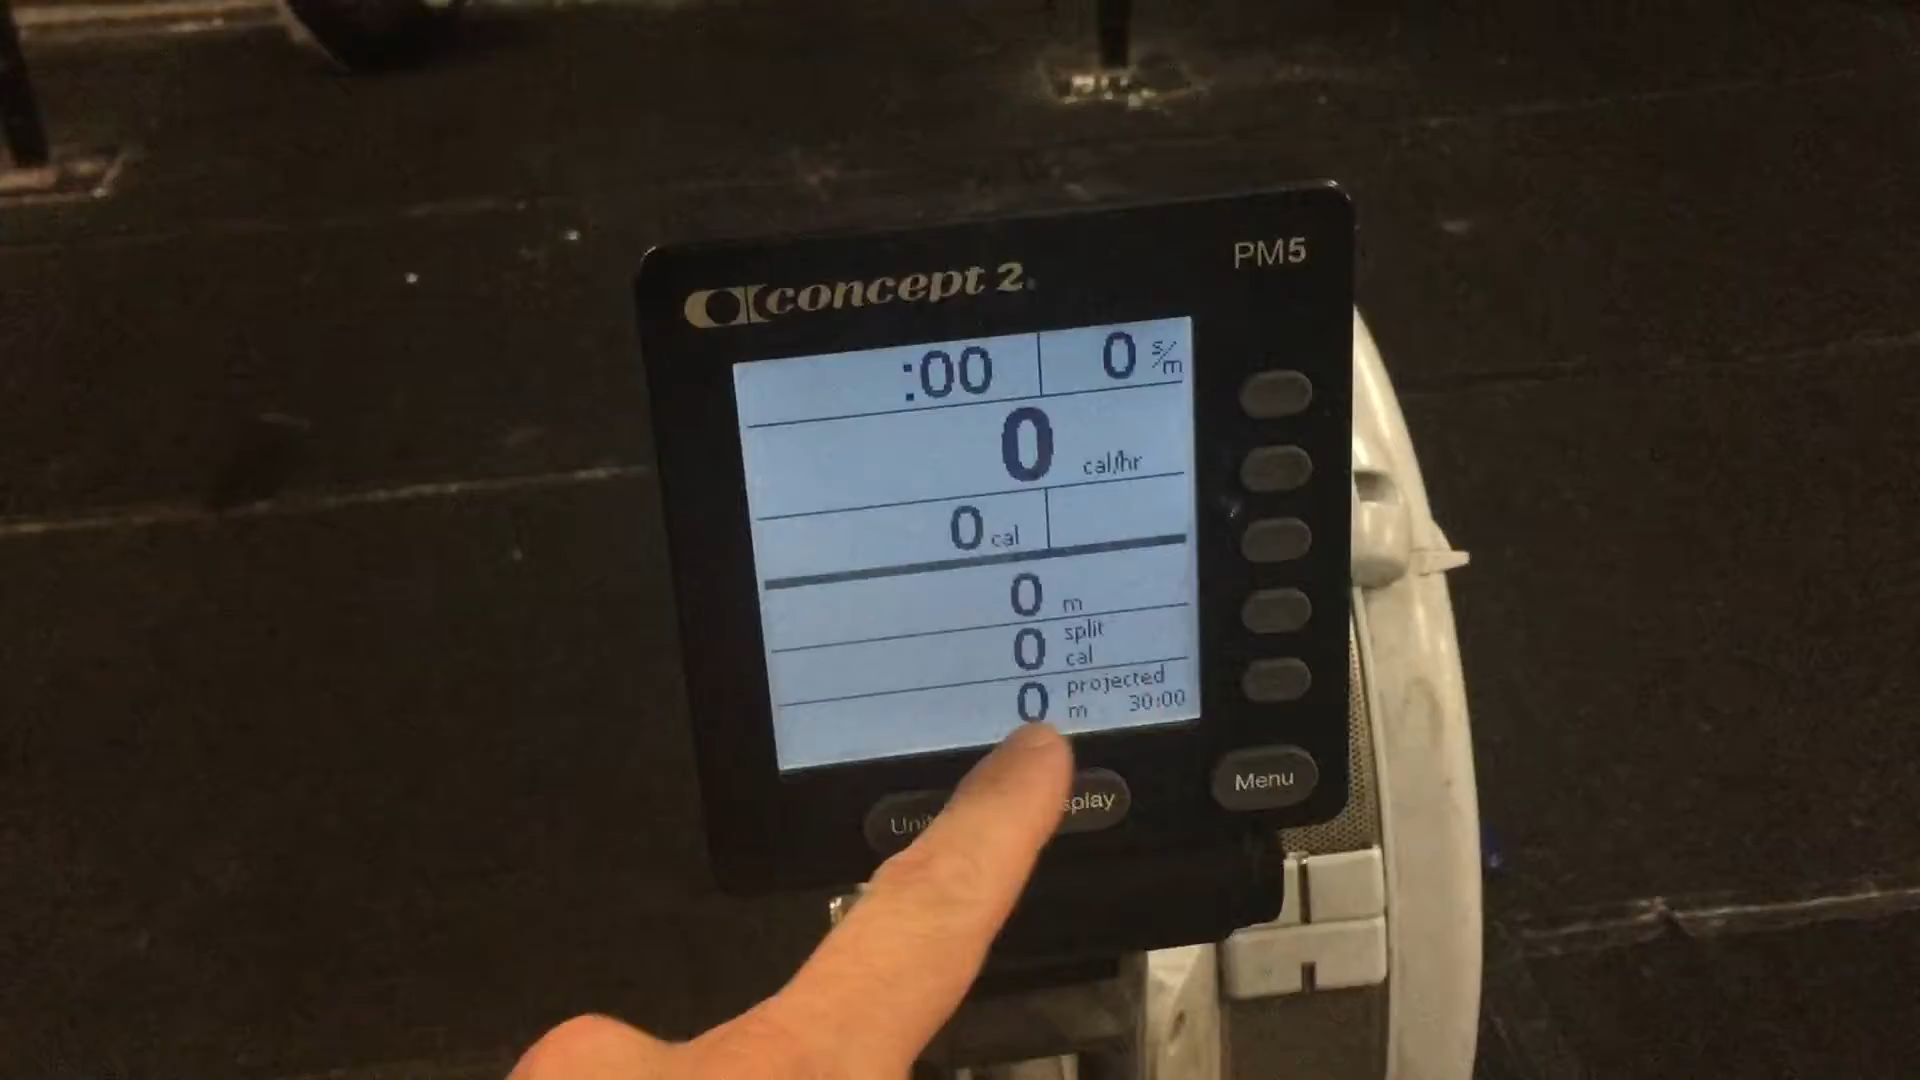 concept 2.
PM5
:00 0 s/m
0 cal/hr
0 cal
0 m
0 split cal
0 projected m 30:00
Menu